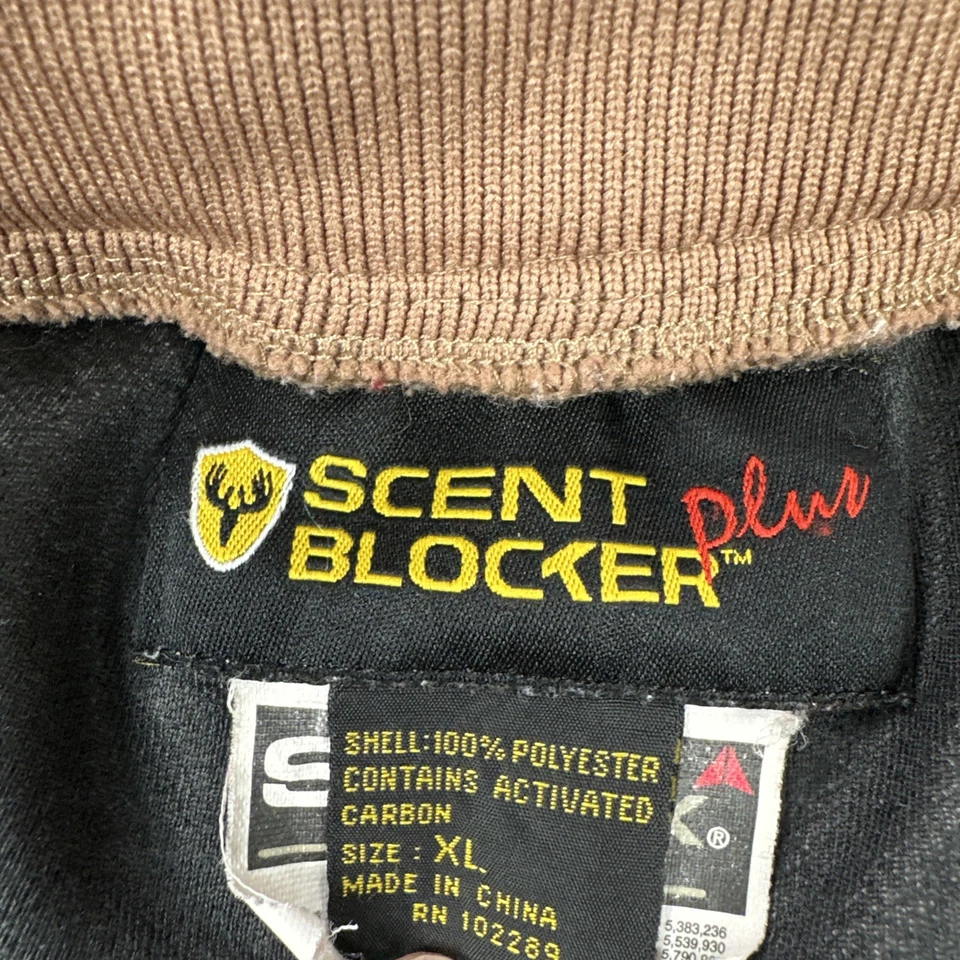 SCENT
BLOCKER™
plus
SHELL:100% POLYESTER
CONTAINS ACTIVATED
CARBON
SIZE : XL
MADE IN CHINA
RN 102289
S
K®
5,383,236
5,539,930